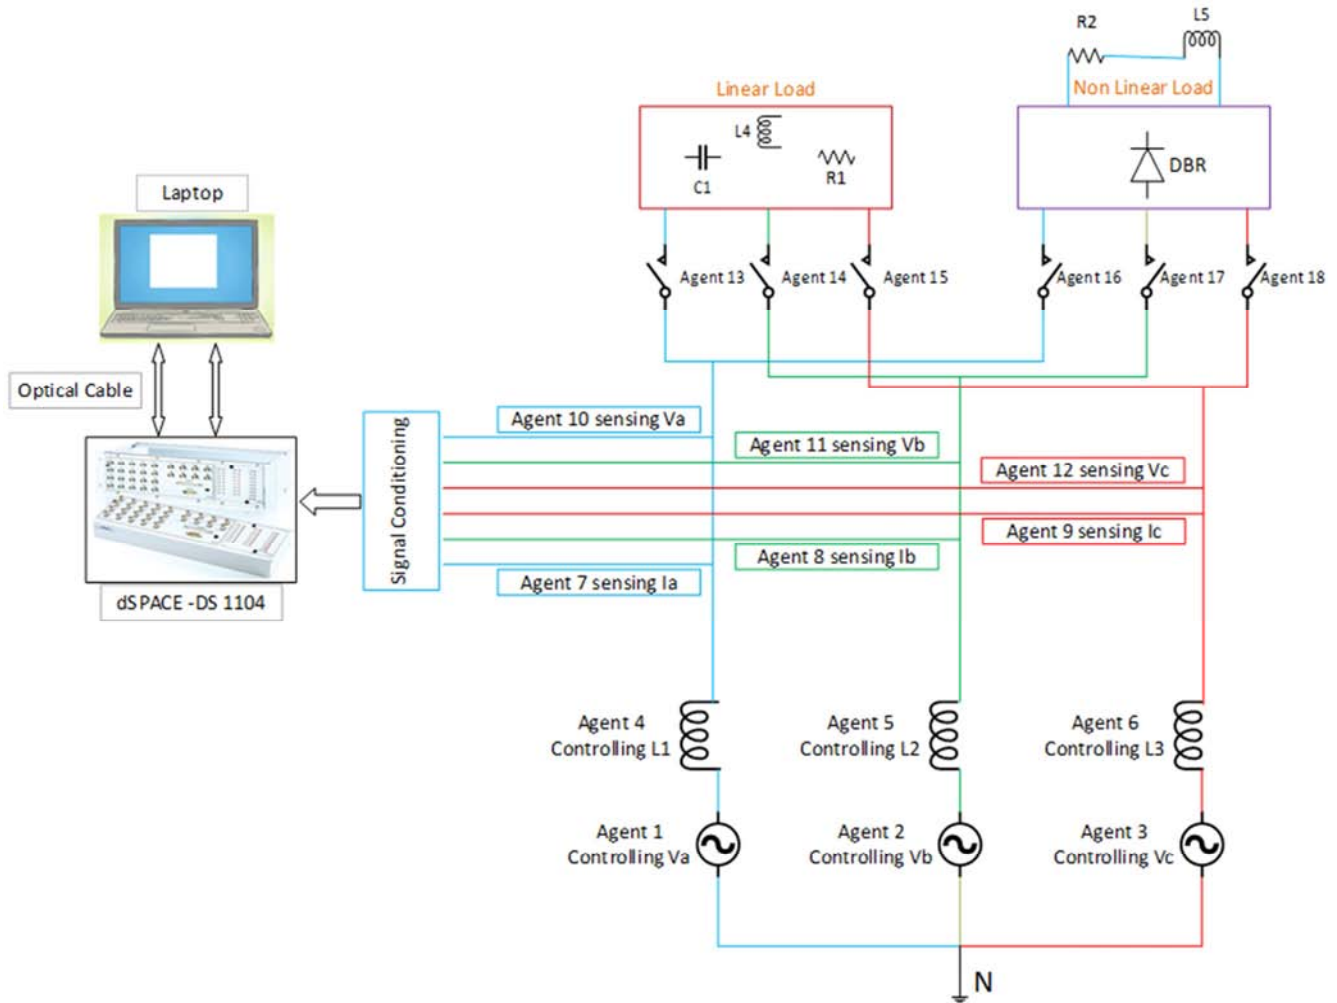 R2
L5
Linear Load
Non Linear Load
L4
C1
R1
DBR
Laptop
Agent 13
Agent 14
Agent 15
Agent 16
Agent 17
Agent 18
Optical Cable
Signal Conditioning
Agent 10 sensing Va
Agent 11 sensing Vb
Agent 12 sensing Vc
Agent 9 sensing Ic
Agent 8 sensing Ib
Agent 7 sensing Ia
dSPACE -DS 1104
Agent 4
Controlling L1
Agent 5
Controlling L2
Agent 6
Controlling L3
Agent 1
Controlling Va
Agent 2
Controlling Vb
Agent 3
Controlling Vc
N